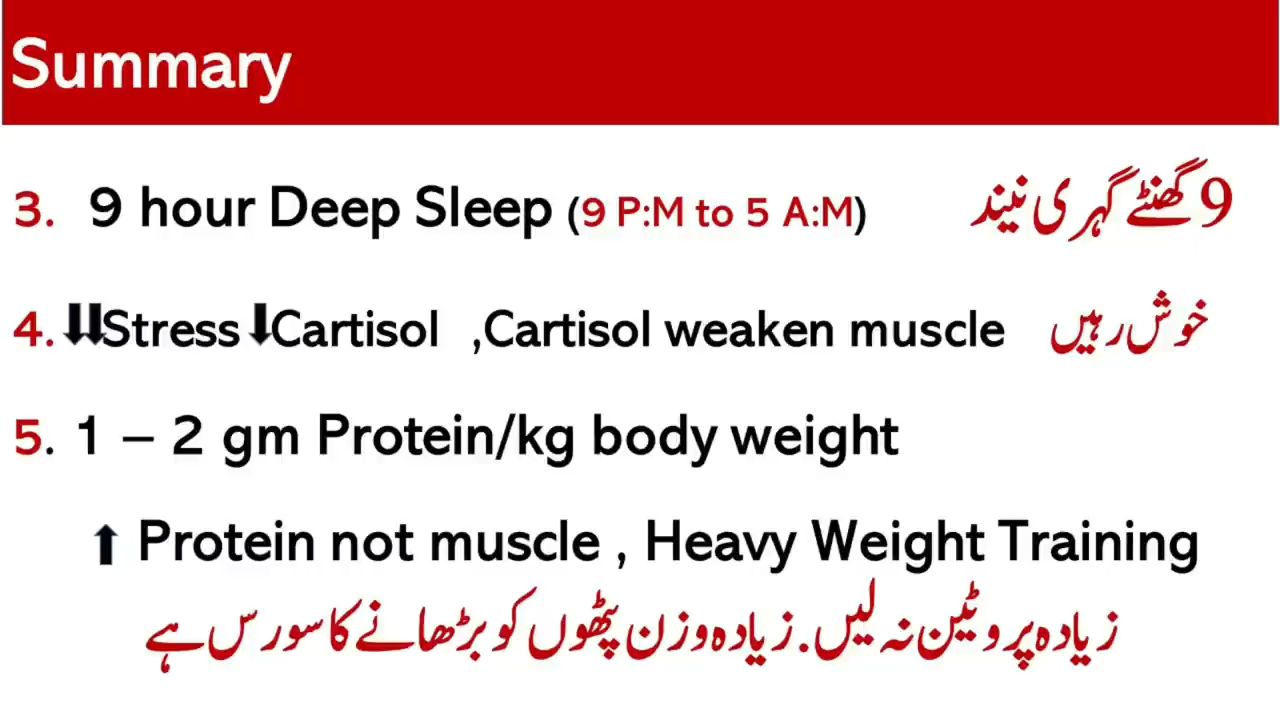 Summary
3. 9 hour Deep Sleep (9 P:M to 5 A:M) 9 گھنٹے گہری نیند
4. ⬇⬇Stress⬇Cartisol ,Cartisol weaken muscle خوش رہیں
5. 1 – 2 gm Protein/kg body weight
⬆ Protein not muscle , Heavy Weight Training
زیادہ پروٹین نہ لیں. زیادہ وزن پٹھوں کو بڑھانے کا سورس ہے